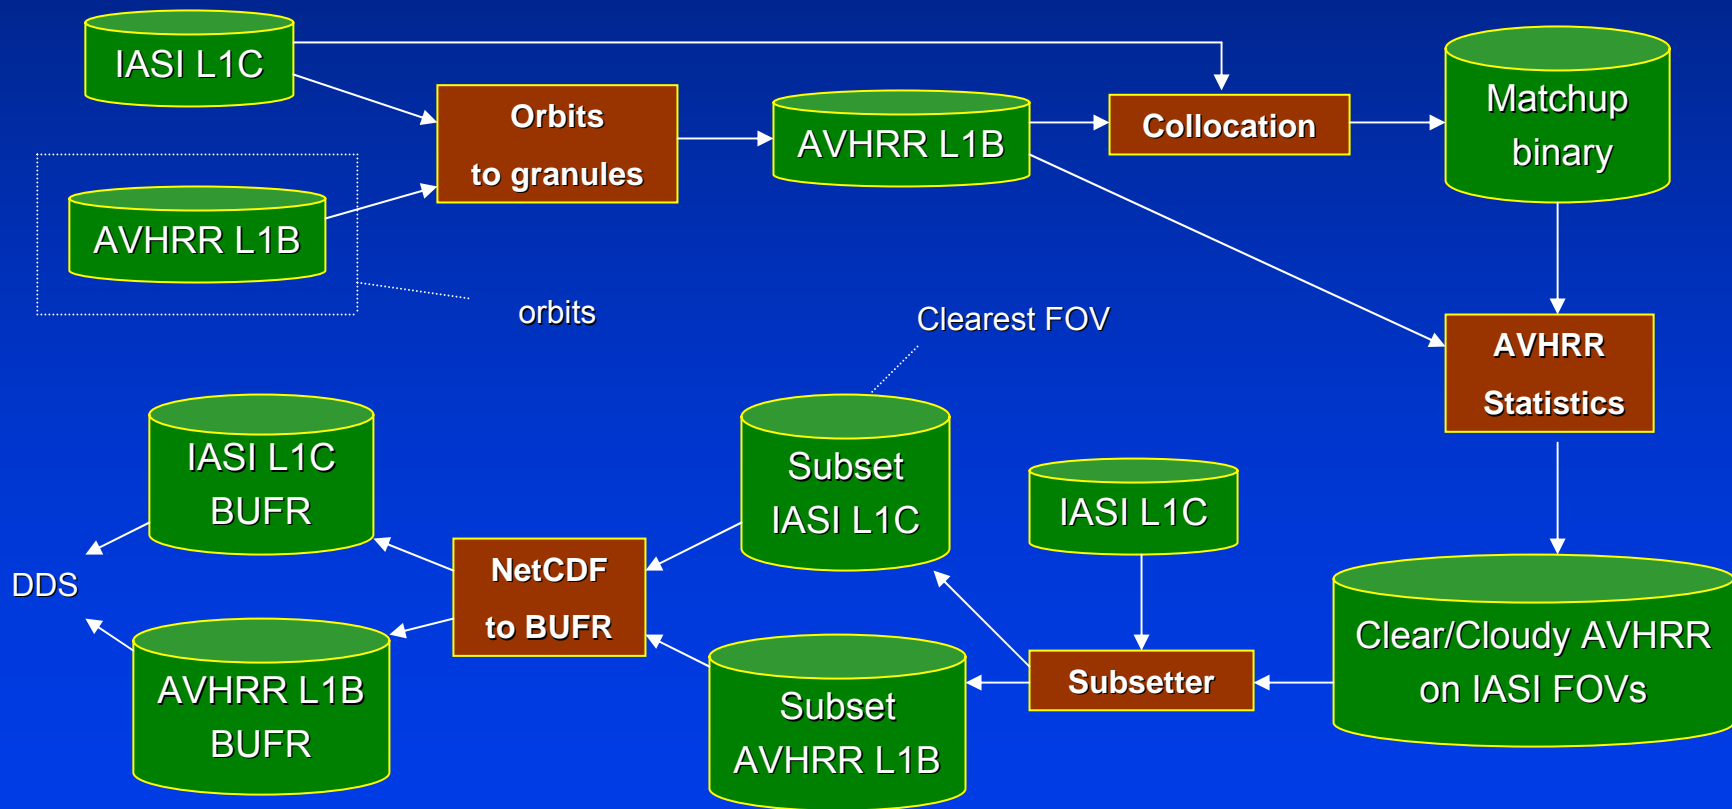 IASI L1C
Orbits
to granules
AVHRR L1B
Collocation
Matchup
binary
AVHRR L1B
orbits
Clearest FOV
AVHRR
Statistics
IASI L1C
BUFR
Subset
IASI L1C
IASI L1C
DDS
NetCDF
to BUFR
Clear/Cloudy AVHRR
on IASI FOVs
Subsetter
AVHRR L1B
BUFR
Subset
AVHRR L1B